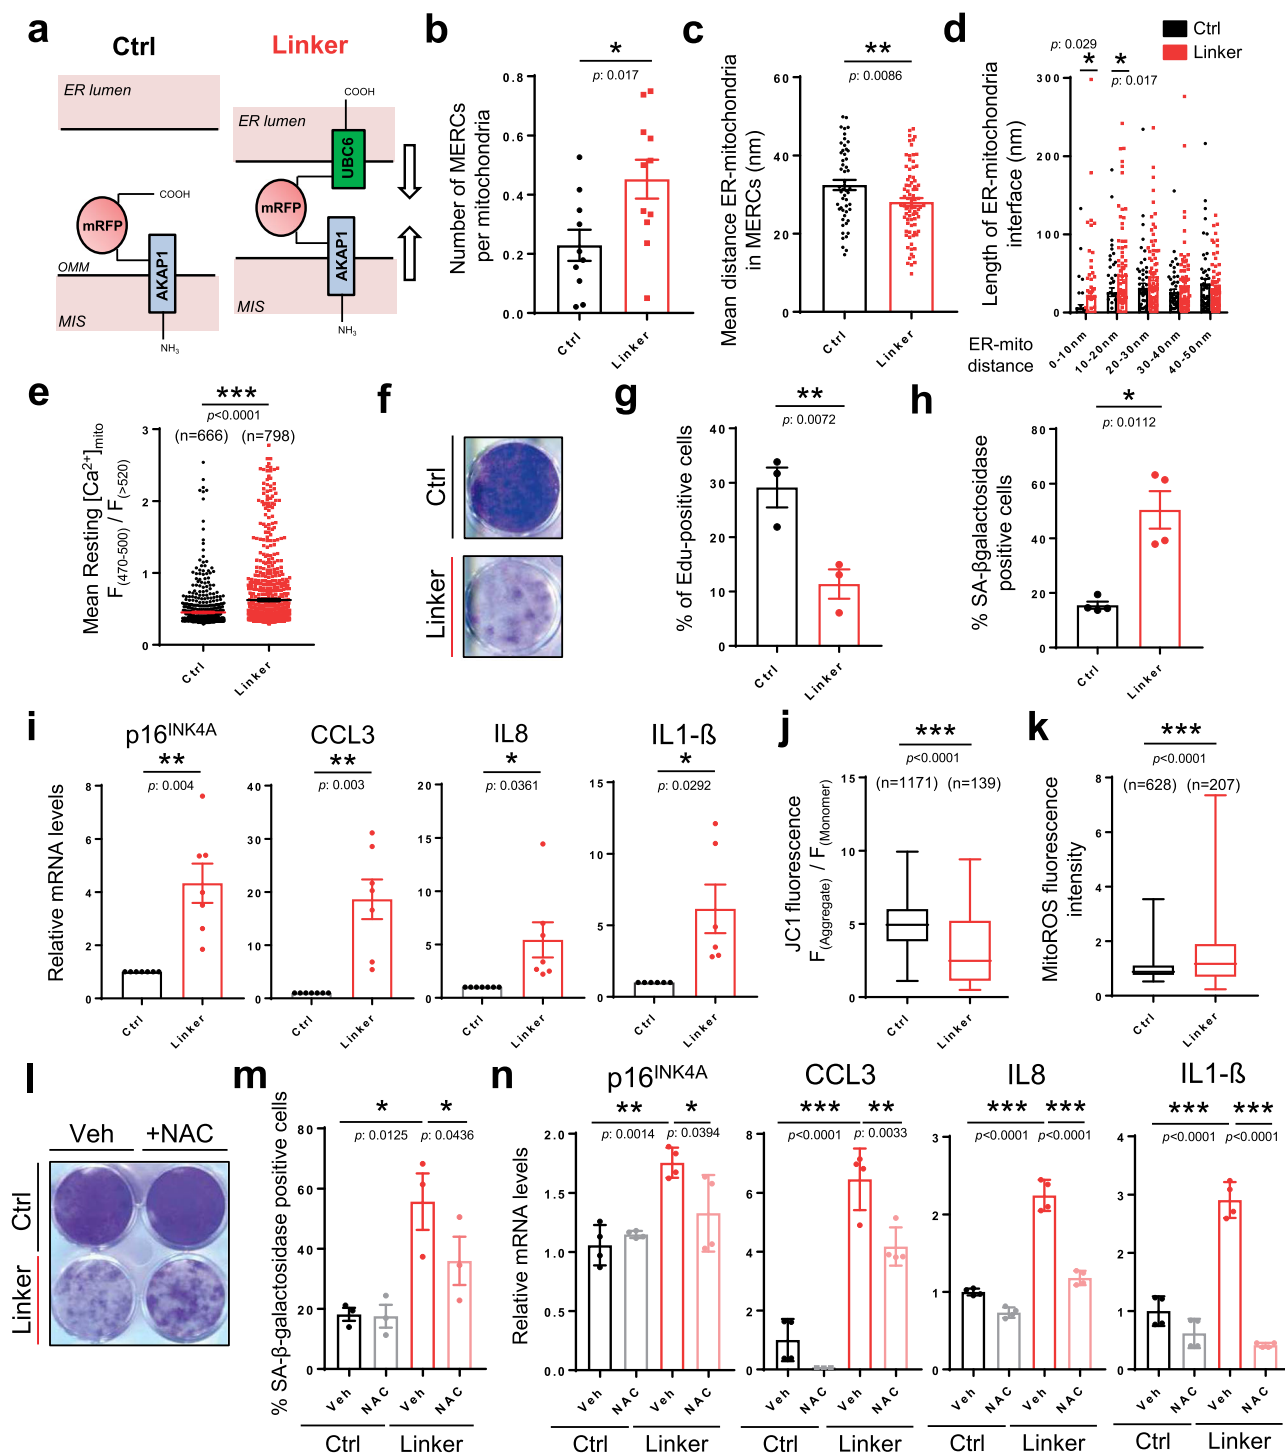 a
Ctrl
Linker
ER lumen
COOH
mRFP
AKAP1
OMM
MIS
NH3
COOH
ER lumen
UBC6
mRFP
AKAP1
MIS
NH3
b
*
p: 0.017
Number of MERCs
per mitochondria
0.8
0.6
0.4
0.2
0.0
Ctrl
Linker
c
**
p: 0.0086
Mean distance ER-mitochondria
in MERCs (nm)
60
40
20
0
Ctrl
Linker
d
Ctrl
Linker
p: 0.029
*
*
p: 0.017
Length of ER-mitochondria
interface (nm)
300
200
100
0
ER-mito
distance
0-10nm
10-20nm
20-30nm
30-40nm
40-50nm
e
***
p<0.0001
(n=666)
(n=798)
Mean Resting [Ca2+]mito
F(470-500) / F(>520)
3
2
1
0
Ctrl
Linker
f
Ctrl
Linker
g
**
p: 0.0072
% of Edu-positive cells
40
30
20
10
0
Ctrl
Linker
h
*
p: 0.0112
% SA-βgalactosidase
positive cells
80
60
40
20
0
Ctrl
Linker
i
Relative mRNA levels
p16INK4A
**
p: 0.004
8
6
4
2
0
Ctrl
Linker
CCL3
**
p: 0.003
40
30
20
10
0
Ctrl
Linker
IL8
*
p: 0.0361
20
15
10
5
0
Ctrl
Linker
IL1-ß
*
p: 0.0292
15
10
5
0
Ctrl
Linker
j
***
p<0.0001
(n=1171)
(n=139)
JC1 fluorescence
F(Aggregate) / F(Monomer)
15
10
5
0
Ctrl
Linker
k
***
p<0.0001
(n=628)
(n=207)
MitoROS fluorescence
intensity
8
6
4
2
0
Ctrl
Linker
l
Veh
+NAC
Ctrl
Linker
m
*
*
p: 0.0125
p: 0.0436
% SA-β-galactosidase positive cells
80
60
40
20
0
Veh
NAC
Veh
NAC
Ctrl
Linker
n
Relative mRNA levels
p16INK4A
**
*
p: 0.0014
p: 0.0394
2.0
1.5
1.0
0.5
0.0
Veh
NAC
Veh
NAC
Ctrl
Linker
CCL3
***
**
p<0.0001
p: 0.0033
8
6
4
2
0
Veh
NAC
Veh
NAC
Ctrl
Linker
IL8
***
***
p<0.0001
p<0.0001
3
2
1
0
Veh
NAC
Veh
NAC
Ctrl
Linker
IL1-ß
***
***
p<0.0001
p<0.0001
4
3
2
1
0
Veh
NAC
Veh
NAC
Ctrl
Linker